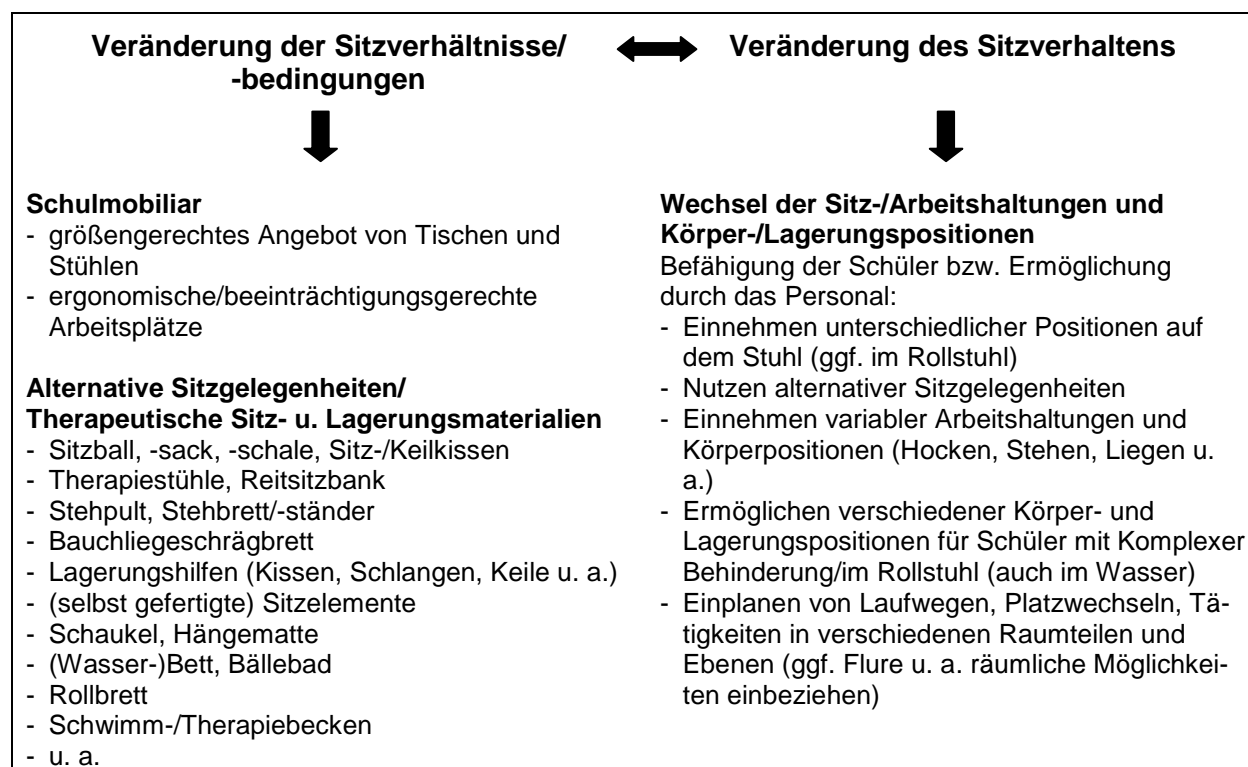 Veränderung der Sitzverhältnisse/
-bedingungen
Veränderung des Sitzverhaltens
Schulmobiliar
- größengerechtes Angebot von Tischen und
Stühlen
- ergonomische/beeinträchtigungsgerechte
Arbeitsplätze
Alternative Sitzgelegenheiten/
Therapeutische Sitz- u. Lagerungsmaterialien
- Sitzball, -sack, -schale, Sitz-/Keilkissen
- Therapiestühle, Reitsitzbank
- Stehpult, Stehbrett/-ständer
- Bauchliegeschrägbrett
- Lagerungshilfen (Kissen, Schlangen, Keile u. a.)
- (selbst gefertigte) Sitzelemente
- Schaukel, Hängematte
- (Wasser-)Bett, Bällebad
- Rollbrett
- Schwimm-/Therapiebecken
- u. a.
Wechsel der Sitz-/Arbeitshaltungen und
Körper-/Lagerungspositionen
Befähigung der Schüler bzw. Ermöglichung
durch das Personal:
- Einnehmen unterschiedlicher Positionen auf
dem Stuhl (ggf. im Rollstuhl)
- Nutzen alternativer Sitzgelegenheiten
- Einnehmen variabler Arbeitshaltungen und
Körperpositionen (Hocken, Stehen, Liegen u.
a.)
- Ermöglichen verschiedener Körper- und
Lagerungspositionen für Schüler mit Komplexer
Behinderung/im Rollstuhl (auch im Wasser)
- Einplanen von Laufwegen, Platzwechseln, Tä-
tigkeiten in verschiedenen Raumteilen und
Ebenen (ggf. Flure u. a. räumliche Möglichkei-
ten einbeziehen)